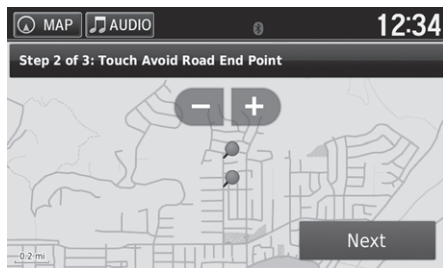 MAP AUDIO 12:34
Step 2 of 3: Touch Avoid Road End Point
− +
Next
0.2 mi